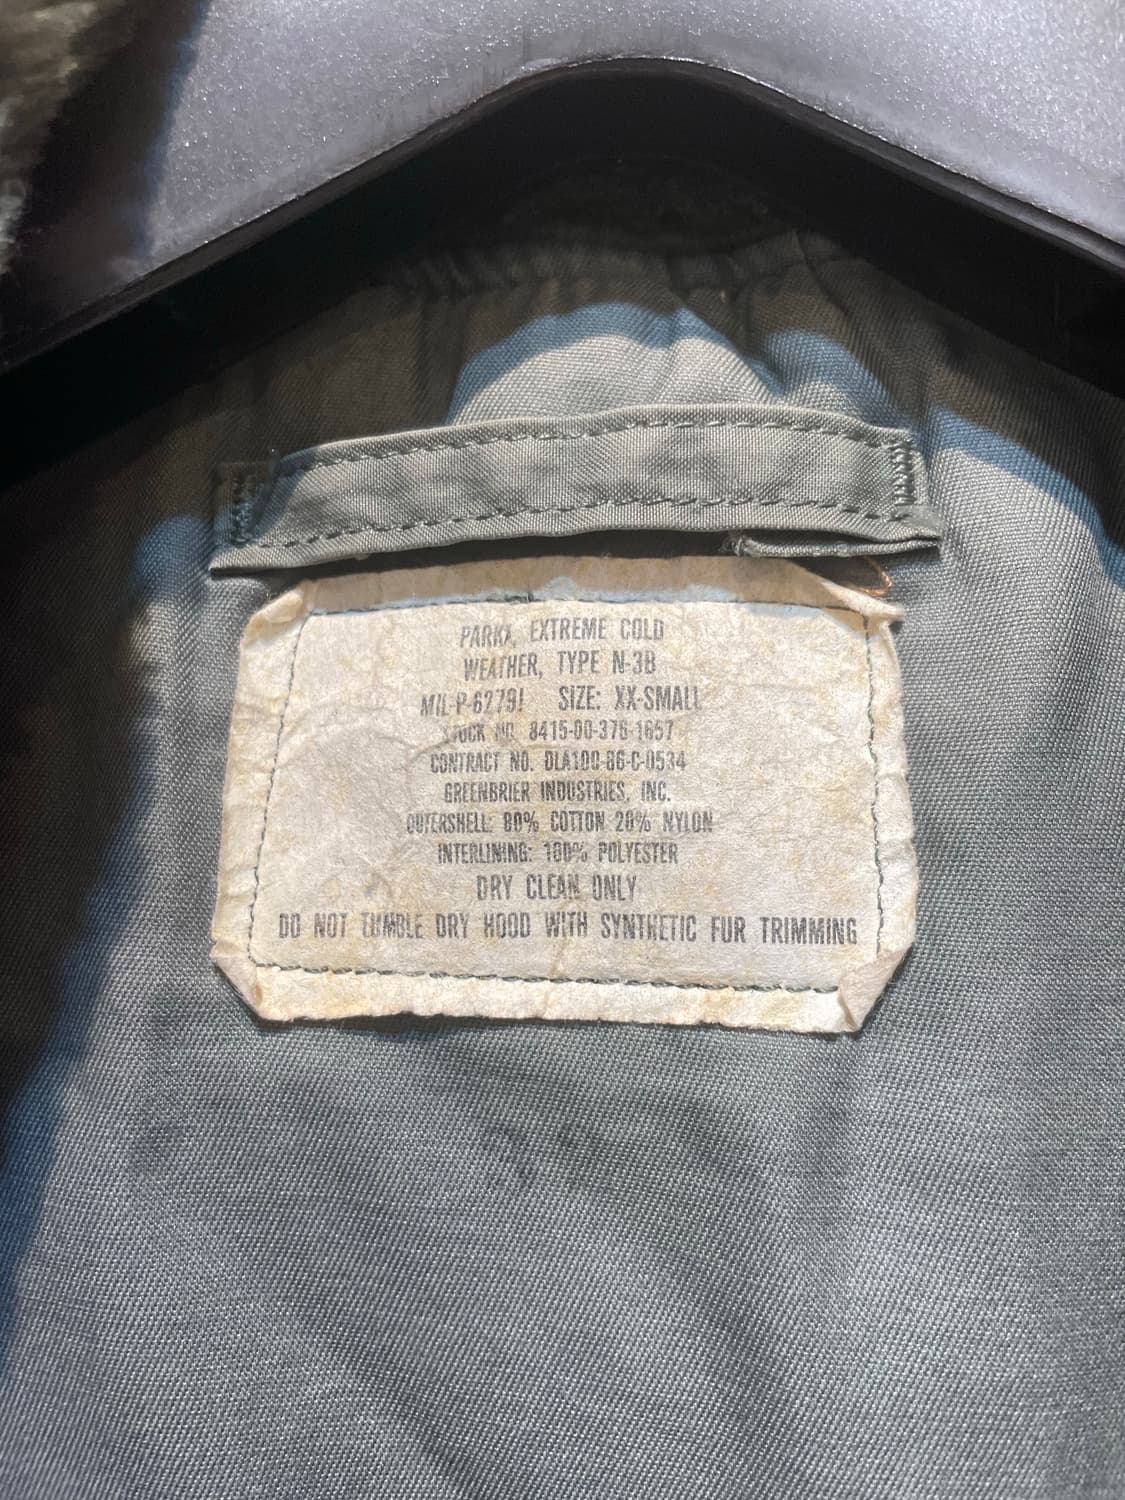 PARKA, EXTREME COLD
WEATHER, TYPE N-3B
MIL-P-6279I SIZE: XX-SMALL
STOCK NO. 8415-00-376-1657
CONTRACT NO. DLA100-86-C-0534
GREENBRIER INDUSTRIES, INC.
OUTERSHELL: 80% COTTON 20% NYLON
INTERLINING: 100% POLYESTER
DRY CLEAN ONLY
DO NOT TUMBLE DRY HOOD WITH SYNTHETIC FUR TRIMMING